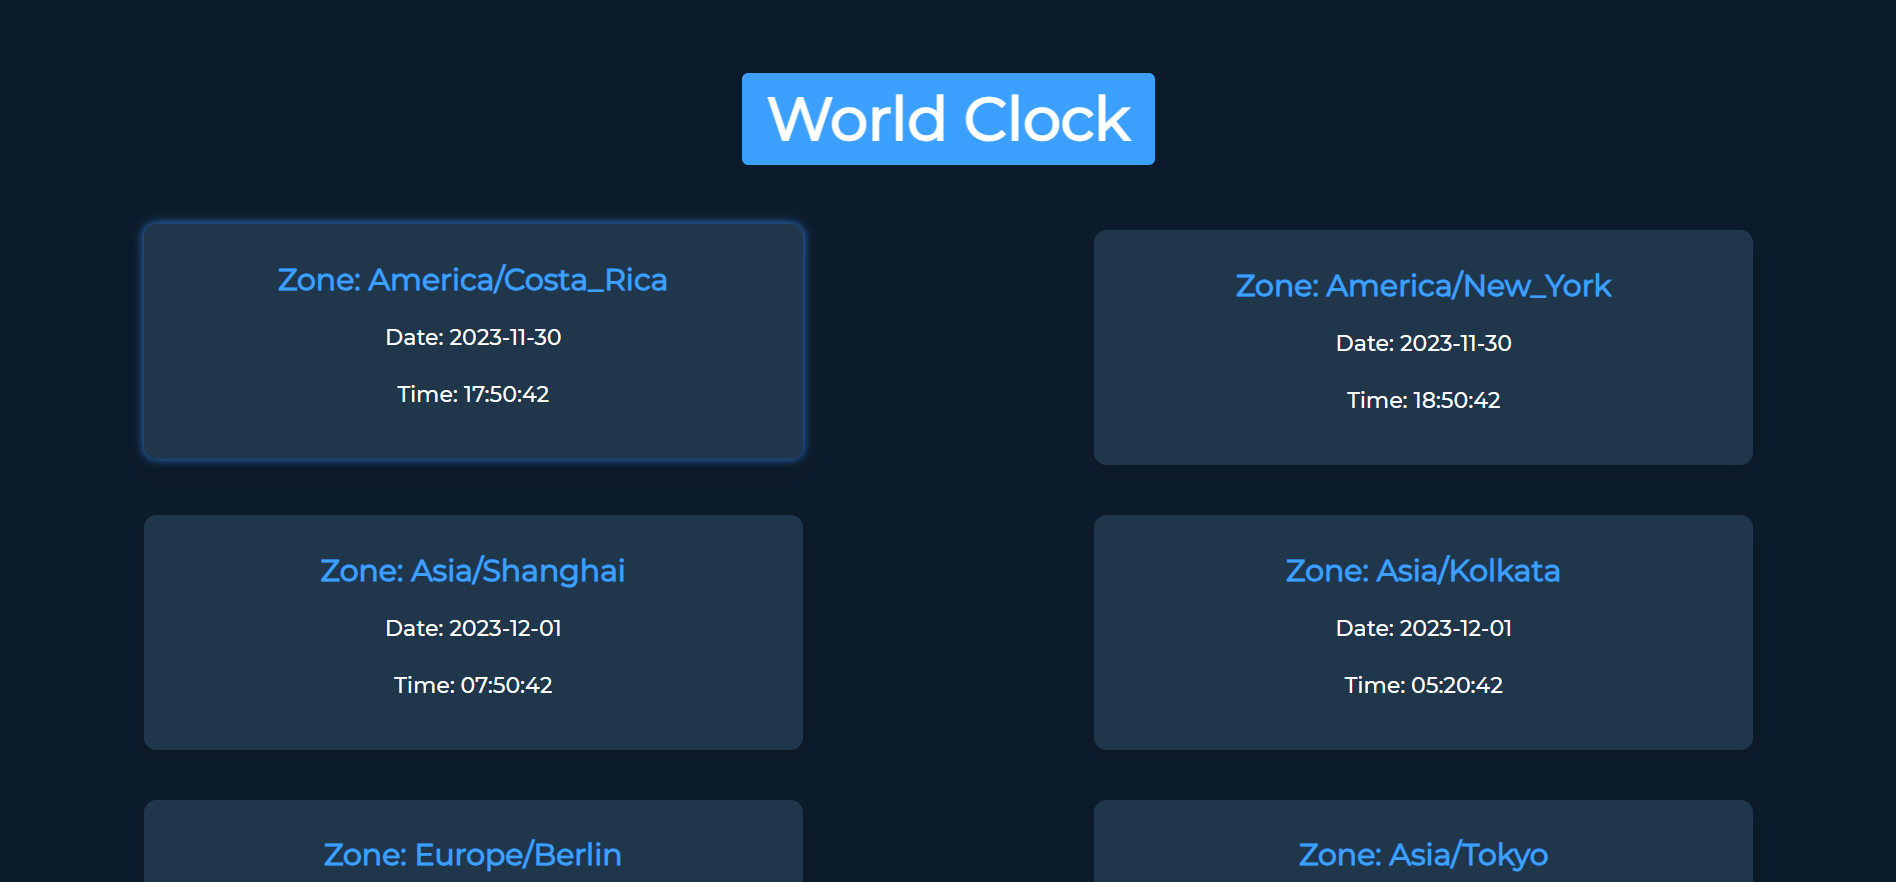 World Clock
Zone: America/Costa_Rica
Date: 2023-11-30
Time: 17:50:42
Zone: America/New_York
Date: 2023-11-30
Time: 18:50:42
Zone: Asia/Shanghai
Date: 2023-12-01
Time: 07:50:42
Zone: Asia/Kolkata
Date: 2023-12-01
Time: 05:20:42
Zone: Europe/Berlin
Zone: Asia/Tokyo